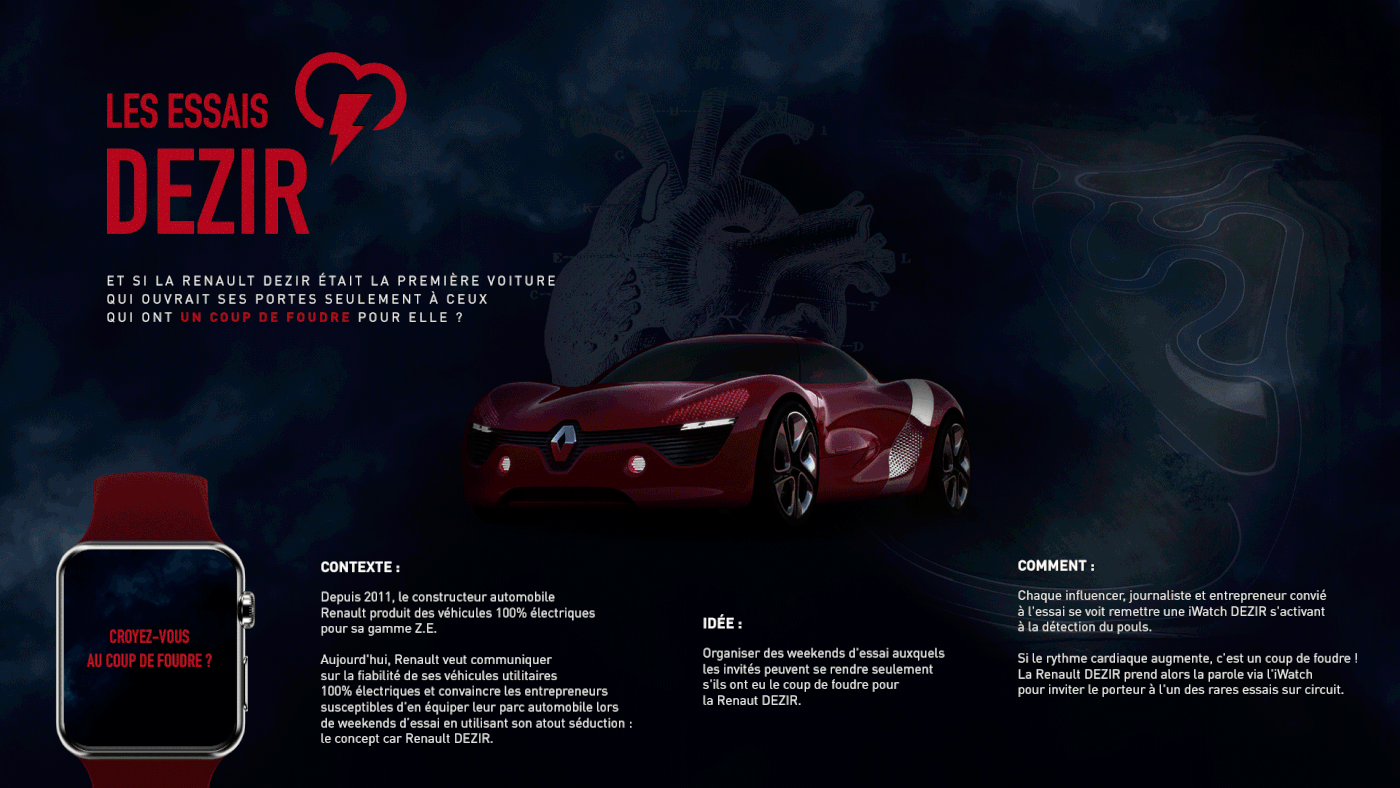 LES ESSAIS
DEZIR
ET SI LA RENAULT DEZIR ÉTAIT LA PREMIÈRE VOITURE
QUI OUVRAIT SES PORTES SEULEMENT À CEUX
QUI ONT UN COUP DE FOUDRE POUR ELLE ?
CROYEZ-VOUS
AU COUP DE FOUDRE ?
CONTEXTE :
Depuis 2011, le constructeur automobile
Renault produit des véhicules 100% électriques
pour sa gamme Z.E.
Aujourd'hui, Renault veut communiquer
sur la fiabilité de ses véhicules utilitaires
100% électriques et convaincre les entrepreneurs
susceptibles d'en équiper leur parc automobile lors
de weekends d'essai en utilisant son atout séduction :
le concept car Renault DEZIR.
IDÉE :
Organiser des weekends d'essai auxquels
les invités peuvent se rendre seulement
s'ils ont eu le coup de foudre pour
la Renaut DEZIR.
COMMENT :
Chaque influencer, journaliste et entrepreneur convié
à l'essai se voit remettre une iWatch DEZIR s'activant
à la détection du pouls.
Si le rythme cardiaque augmente, c'est un coup de foudre !
La Renault DEZIR prend alors la parole via l'iWatch
pour inviter le porteur à l'un des rares essais sur circuit.